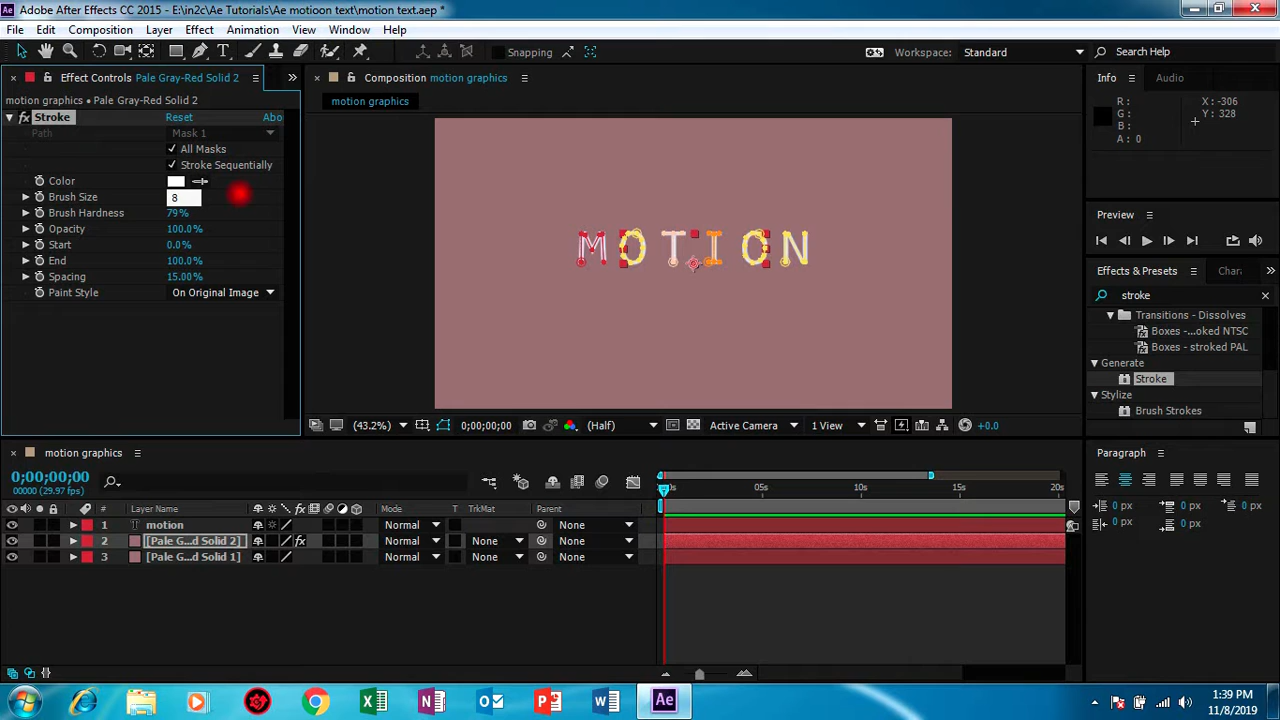 Adobe After Effects CC 2015 - E:\in2c\Ae Tutorials\Ae motioon text\motion text.aep *
File Edit Composition Layer Effect Animation View Window Help
Snapping
Workspace: Standard
Search Help
Effect Controls Pale Gray-Red Solid 2
motion graphics • Pale Gray-Red Solid 2
fx Stroke Reset Abo
Path Mask 1
All Masks
Stroke Sequentially
Color
Brush Size 8
Brush Hardness 79%
Opacity 100.0%
Start 0.0%
End 100.0%
Spacing 15.00%
Paint Style On Original Image
Composition motion graphics
motion graphics
MOTION
(43.2%) 0;00;00;00 (Half) Active Camera 1 View +0.0
Info Audio
R: X: -306
G: Y: 328
B:
A: 0
Preview
Effects & Presets Chara
stroke
Transitions - Dissolves
Boxes -...oked NTSC
Boxes - stroked PAL
Generate
Stroke
Stylize
Brush Strokes
Paragraph
0 px 0 px 0 px
0 px 0 px
motion graphics
0;00;00;00
00000 (29.97 fps)
0s 05s 10s 15s 20s
# Layer Name Mode T TrkMat Parent
1 T motion Normal None
2 [Pale G...d Solid 2] fx Normal None None
3 [Pale G...d Solid 1] Normal None None
Ae
1:39 PM
11/8/2019